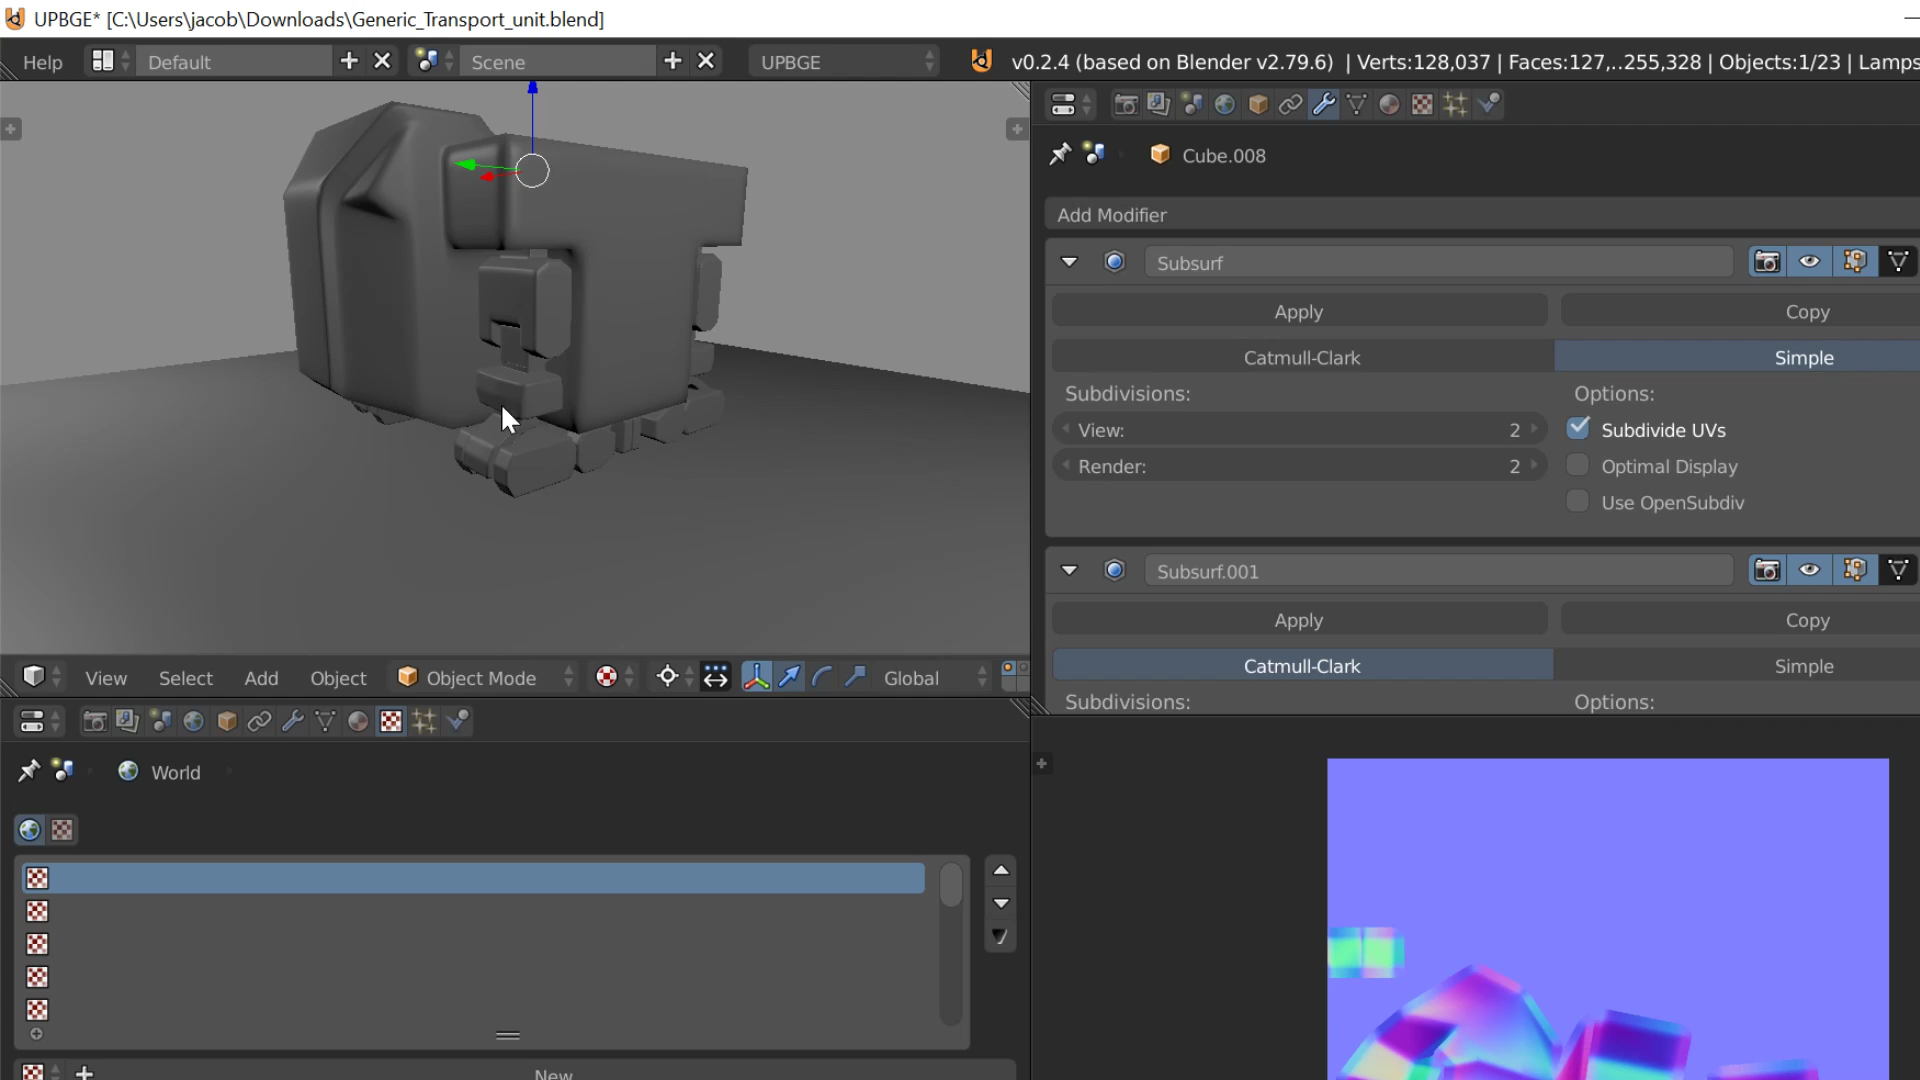 UPBGE* [C:\Users\jacob\Downloads\Generic_Transport_unit.blend]
Help Default Scene UPBGE v0.2.4 (based on Blender v2.79.6) | Verts:128,037 | Faces:127,..255,328 | Objects:1/23 | Lamps
Cube.008
Add Modifier
Subsurf
Apply Copy
Catmull-Clark Simple
Subdivisions: Options:
View: 2 Subdivide UVs
Render: 2 Optimal Display
Use OpenSubdiv
Subsurf.001
Apply Copy
Catmull-Clark Simple
Subdivisions: Options:
View Select Add Object Object Mode Global
World
New